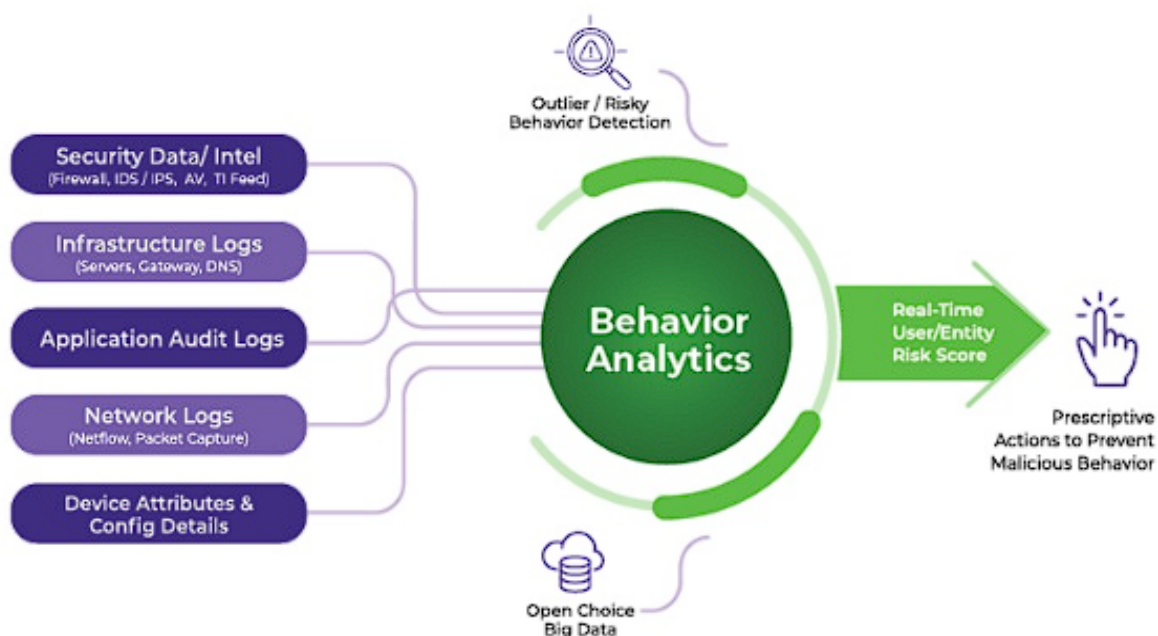 Outlier / Risky
Behavior Detection
Security Data/ Intel
(Firewall, IDS / IPS, AV, TI Feed)
Infrastructure Logs
(Servers, Gateway, DNS)
Application Audit Logs
Network Logs
(Netflow, Packet Capture)
Device Attributes &
Config Details
Behavior
Analytics
Real-Time
User/Entity
Risk Score
Prescriptive
Actions to Prevent
Malicious Behavior
Open Choice
Big Data